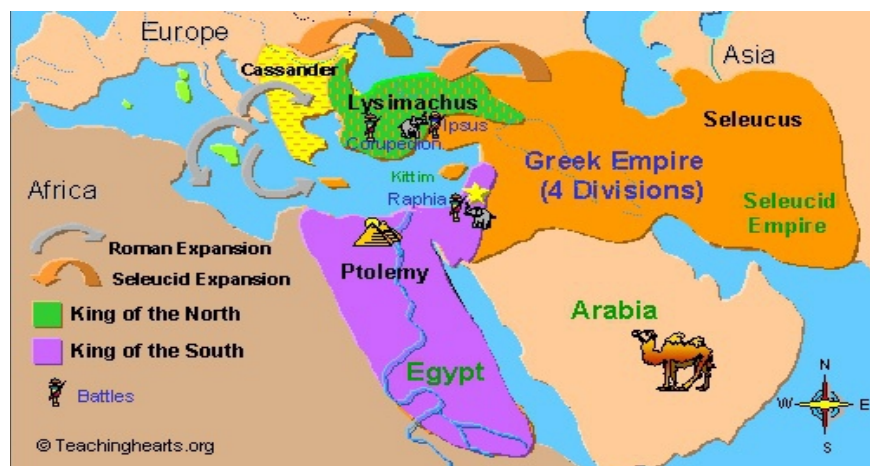 Europe
Asia
Cassander
Lysimachus
Ipsus
Corupedion
Seleucus
Greek Empire
(4 Divisions)
Kittim
Raphia
Africa
Seleucid
Empire
Roman Expansion
Seleucid Expansion
Ptolemy
King of the North
King of the South
Arabia
Egypt
Battles
N
W
E
S
© Teachinghearts.org